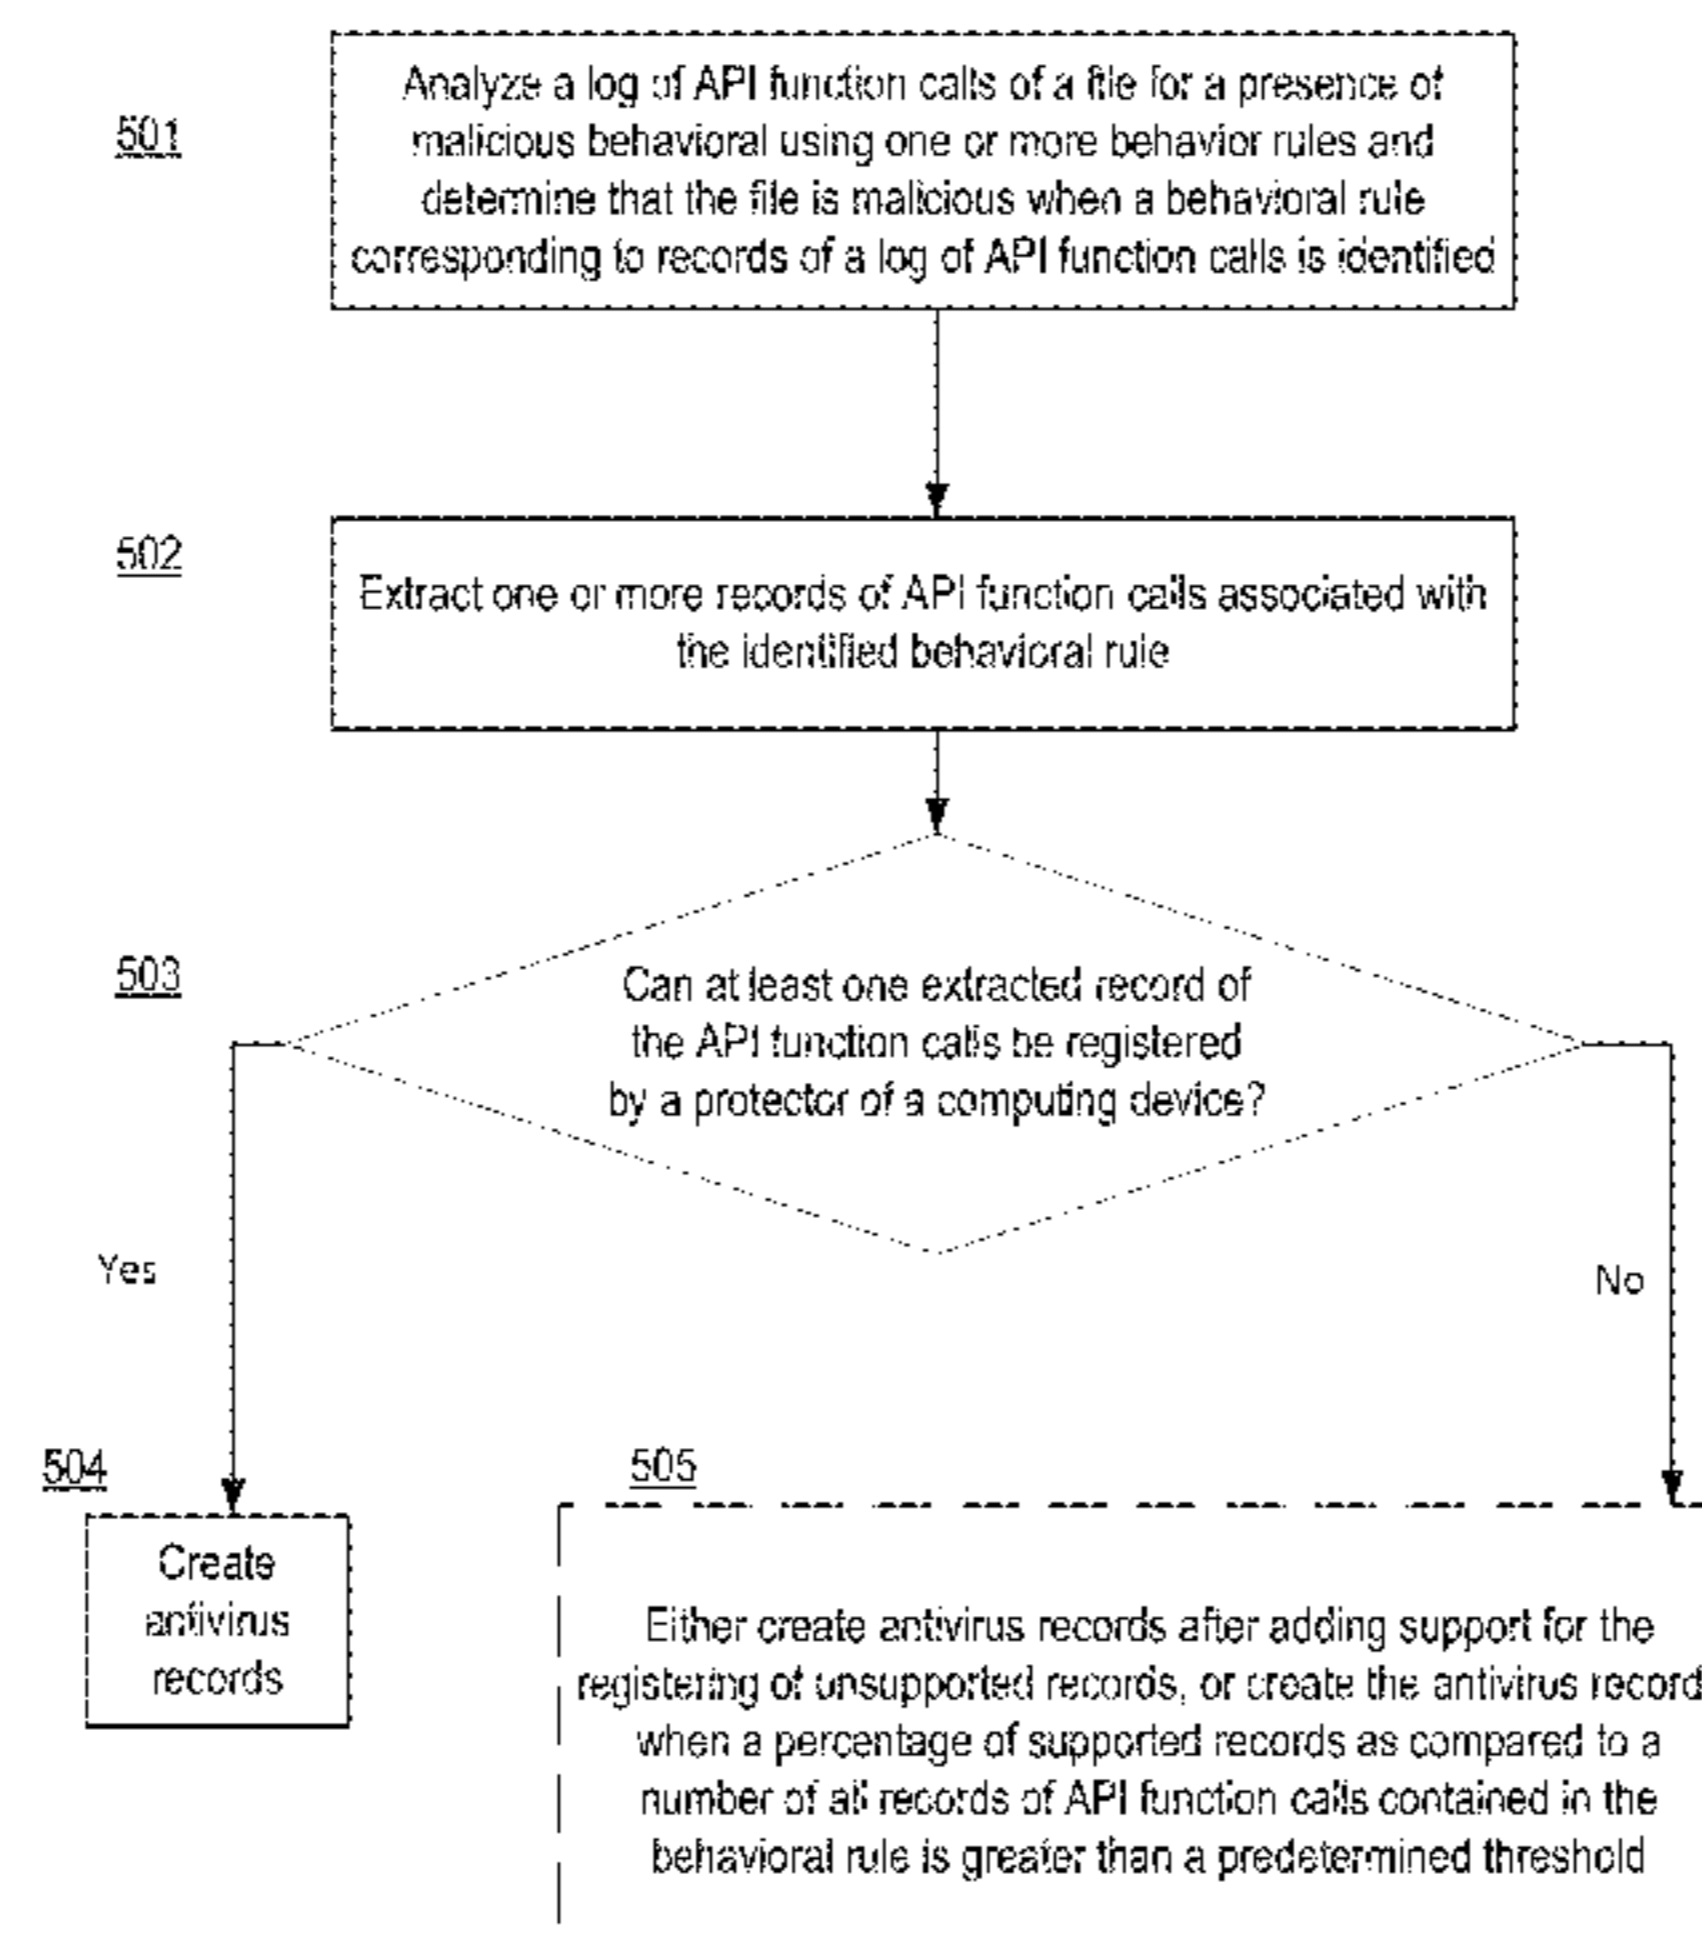 501
Analyze a log of API function calls of a file for a presence of
malicious behavioral using one or more behavior rules and
determine that the file is malicious when a behavioral rule
corresponding to records of a log of API function calls is identified
502
Extract one or more records of API function calls associated with
the identified behavioral rule
503
Can at least one extracted record of
the API function calls be registered
by a protector of a computing device?
Yes
No
504
Create
antivirus
records
505
Either create antivirus records after adding support for the
registering of unsupported records, or create the antivirus record
when a percentage of supported records as compared to a
number of all records of API function calls contained in the
behavioral rule is greater than a predetermined threshold